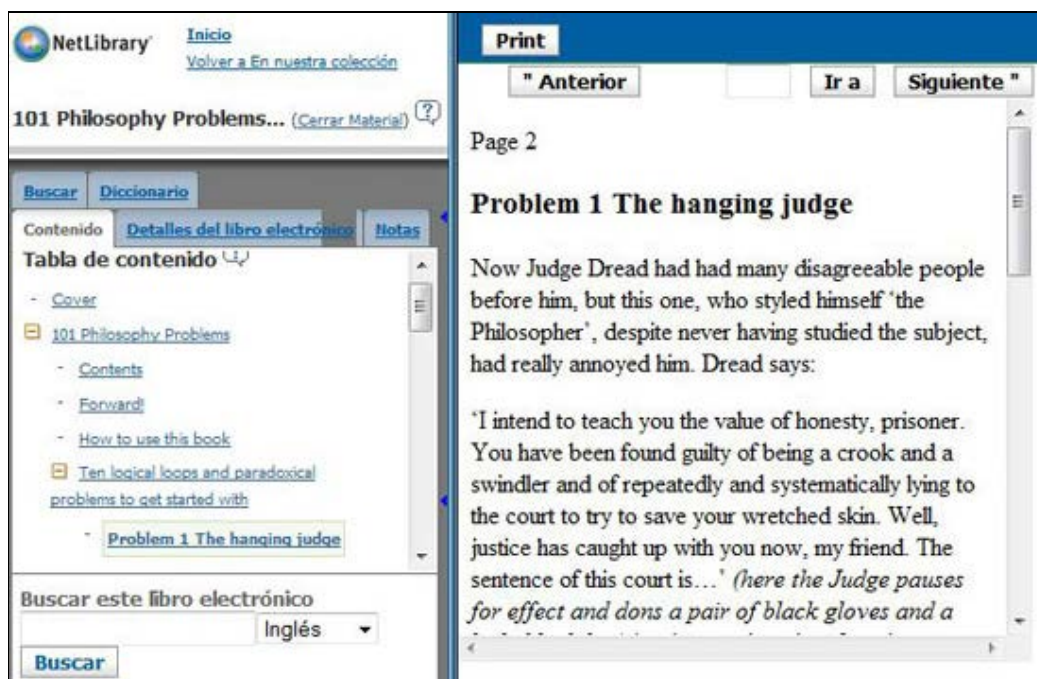 NetLibrary
Inicio
Volver a En nuestra colección
101 Philosophy Problems... (Cerrar Material)
Buscar Diccionario
Contenido Detalles del libro electrónico Notas
Tabla de contenido
- Cover
101 Philosophy Problems
- Contents
- Forward!
- How to use this book
Ten logical loops and paradoxical
problems to get started with
- Problem 1 The hanging judge
Buscar este libro electrónico
Inglés
Buscar
Print
" Anterior Ir a Siguiente "
Page 2
Problem 1 The hanging judge
Now Judge Dread had had many disagreeable people
before him, but this one, who styled himself ‘the
Philosopher’, despite never having studied the subject,
had really annoyed him. Dread says:
‘I intend to teach you the value of honesty, prisoner.
You have been found guilty of being a crook and a
swindler and of repeatedly and systematically lying to
the court to try to save your wretched skin. Well,
justice has caught up with you now, my friend. The
sentence of this court is…’ (here the Judge pauses
for effect and dons a pair of black gloves and a